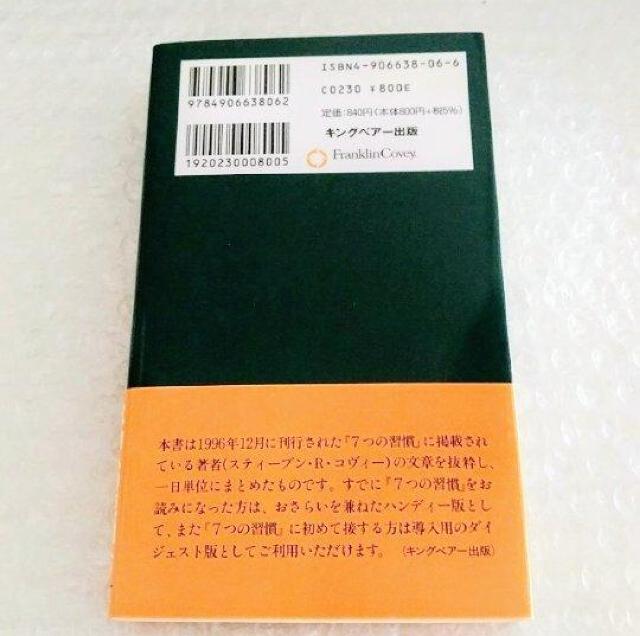 ISBN4-906638-06-6
9784906638062
C0230 ¥800E
定価:840円(本体800円+税5%)
キングベアー出版
1920230008005
FranklinCovey.
本書は1996年12月に刊行された『7つの習慣』に掲載され
ている著者(スティーブン・R・コヴィー)の文章を抜粋し、
一日単位にまとめたものです。すでに『7つの習慣』をお
読みになった方は、おさらいを兼ねたハンディー版とし
て、また『7つの習慣』に初めて接する方は導入用のダイ
ジェスト版としてご利用いただけます。 (キングベアー出版)